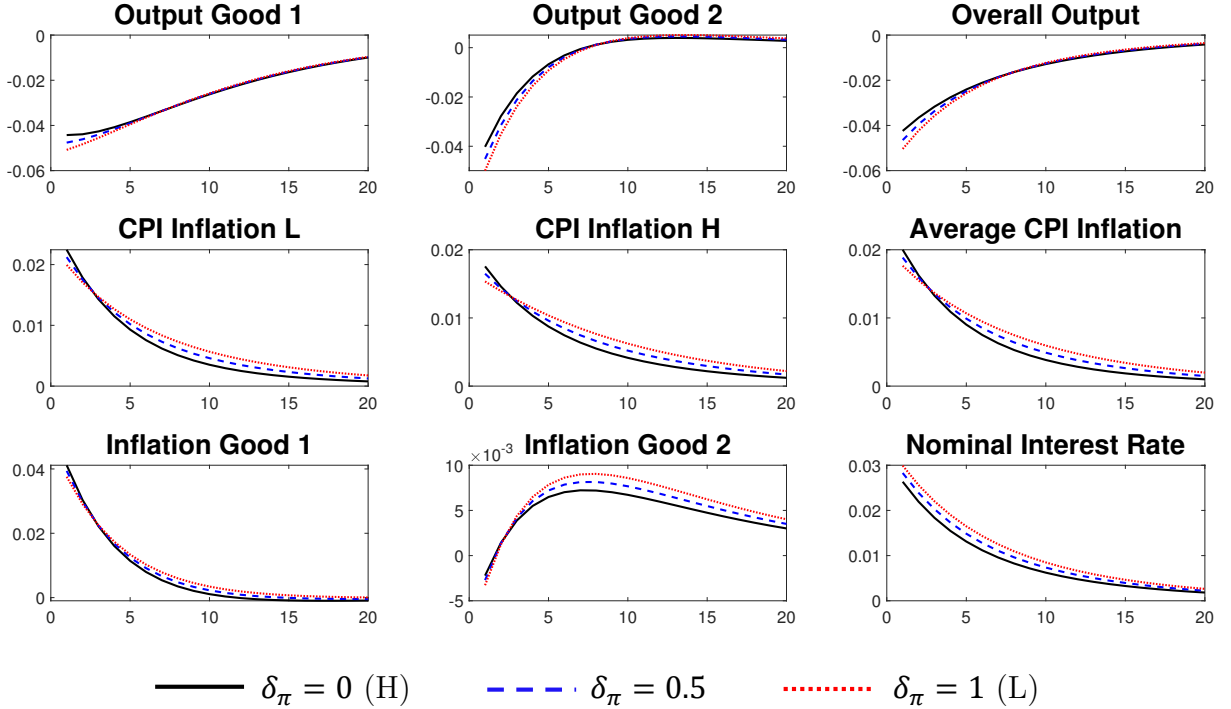 Output Good 1 Output Good 2 Overall Output
0 0 0
-0.02 -0.02 -0.02
-0.04 -0.04 -0.04
-0.06 -0.06
0 5 10 15 20 0 5 10 15 20 0 5 10 15 20
CPI Inflation L CPI Inflation H Average CPI Inflation
0.02 0.02 0.02
0.01 0.01 0.01
0 0 0
0 5 10 15 20 0 5 10 15 20 0 5 10 15 20
Inflation Good 1 Inflation Good 2 Nominal Interest Rate
× 10⁻³
0.04 10 0.03
0.02 5 0.02
0 0.01
0 -5 0
0 5 10 15 20 0 5 10 15 20 0 5 10 15 20
δπ = 0 (H) δπ = 0.5 δπ = 1 (L)